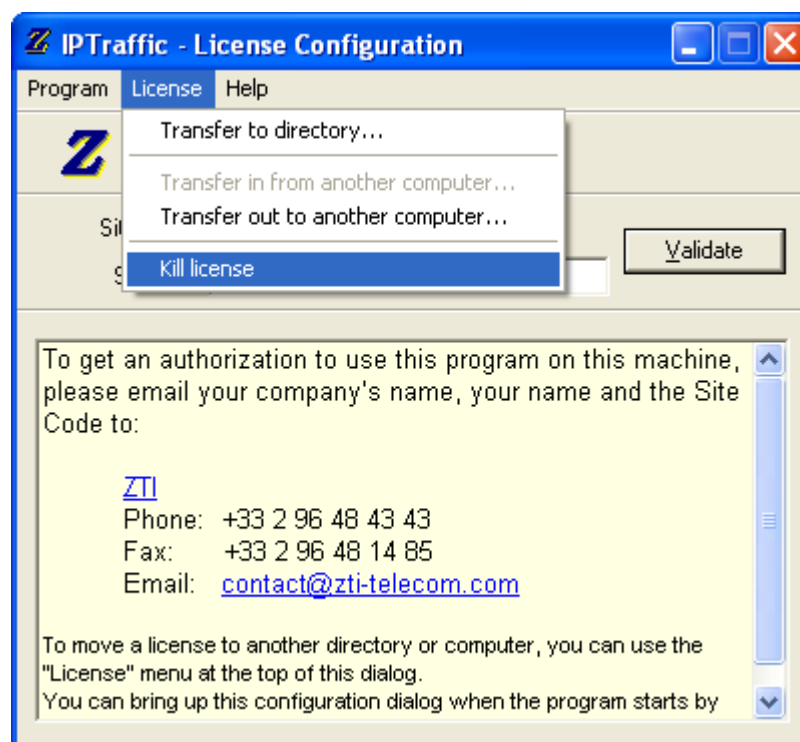 IPTraffic - License Configuration
Program License Help
Transfer to directory...
Transfer in from another computer...
Transfer out to another computer...
Kill license
Validate
To get an authorization to use this program on this machine,
please email your company's name, your name and the Site
Code to:
ZTI
Phone: +33 2 96 48 43 43
Fax: +33 2 96 48 14 85
Email: contact@zti-telecom.com
To move a license to another directory or computer, you can use the
"License" menu at the top of this dialog.
You can bring up this configuration dialog when the program starts by